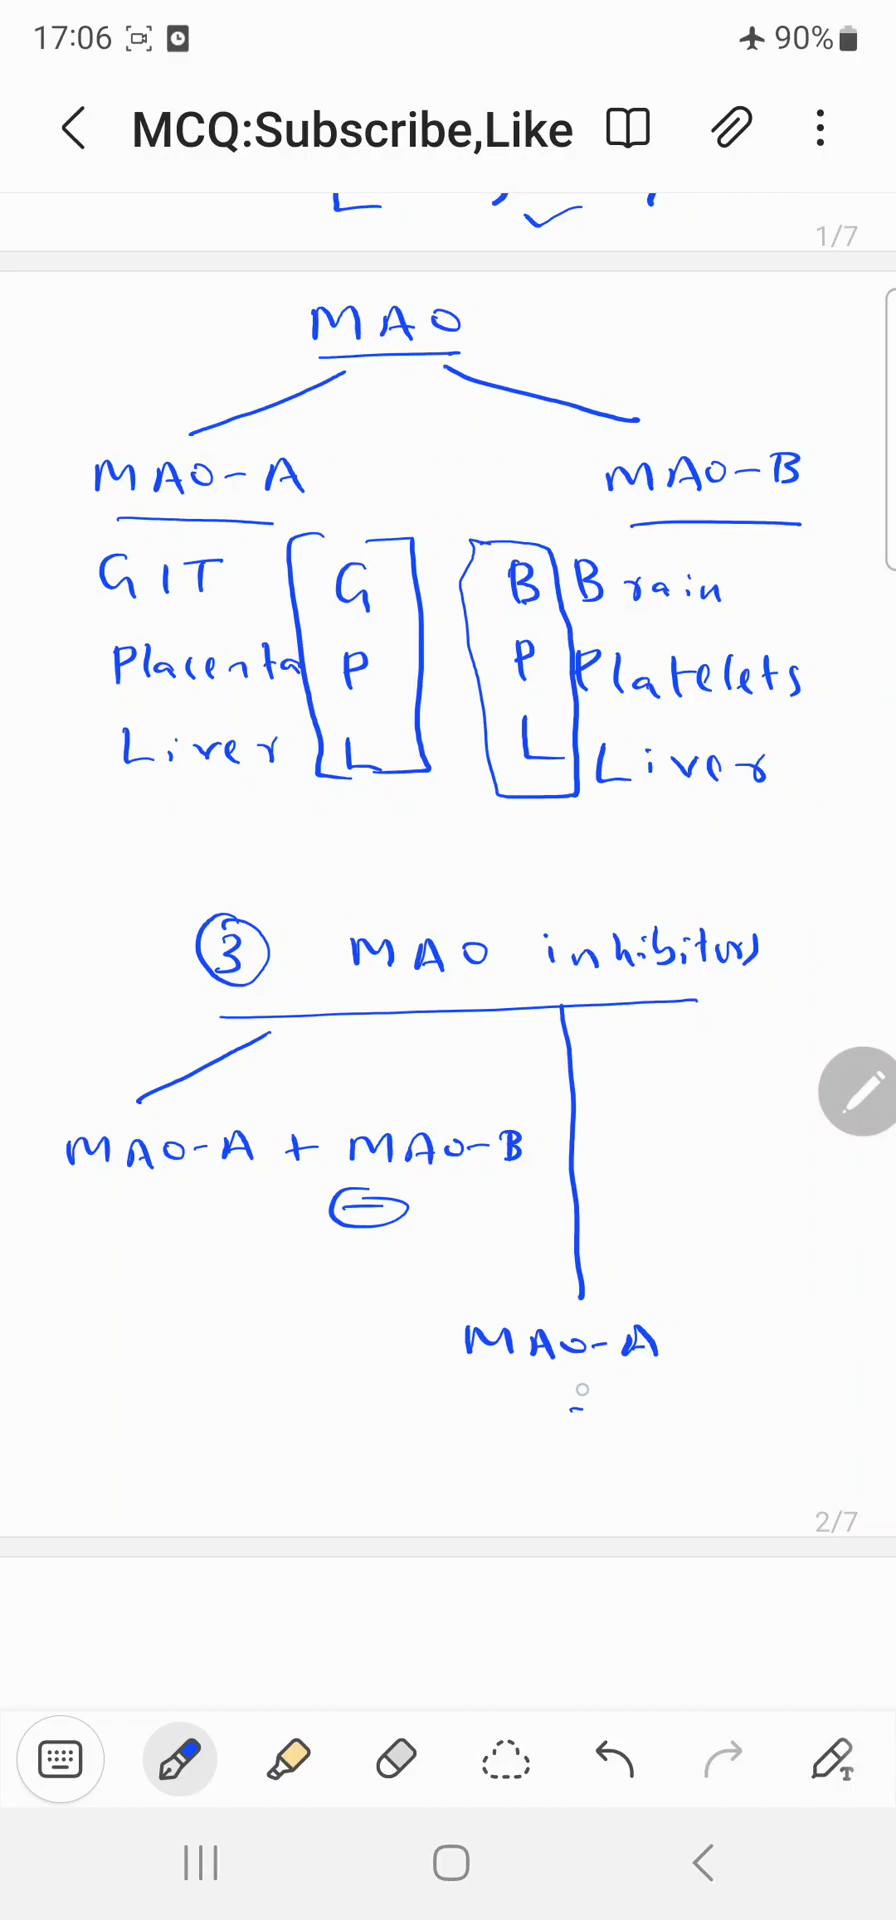 17:06 90%
MCQ:Subscribe,Like
1/7
MAO
MAO-A MAO-B
GIT G B Brain
Placenta P P Platelets
Liver L L Liver
3 MAO inhibitors
MAO-A + MAO-B
MAO-A
2/7
T